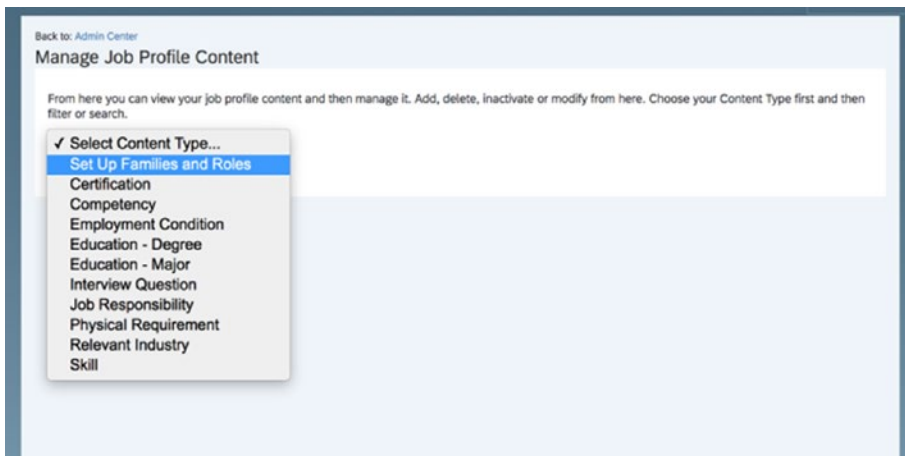 Back to: Admin Center
Manage Job Profile Content
From here you can view your job profile content and then manage it. Add, delete, inactivate or modify from here. Choose your Content Type first and then
filter or search.
✓ Select Content Type...
Set Up Families and Roles
Certification
Competency
Employment Condition
Education - Degree
Education - Major
Interview Question
Job Responsibility
Physical Requirement
Relevant Industry
Skill